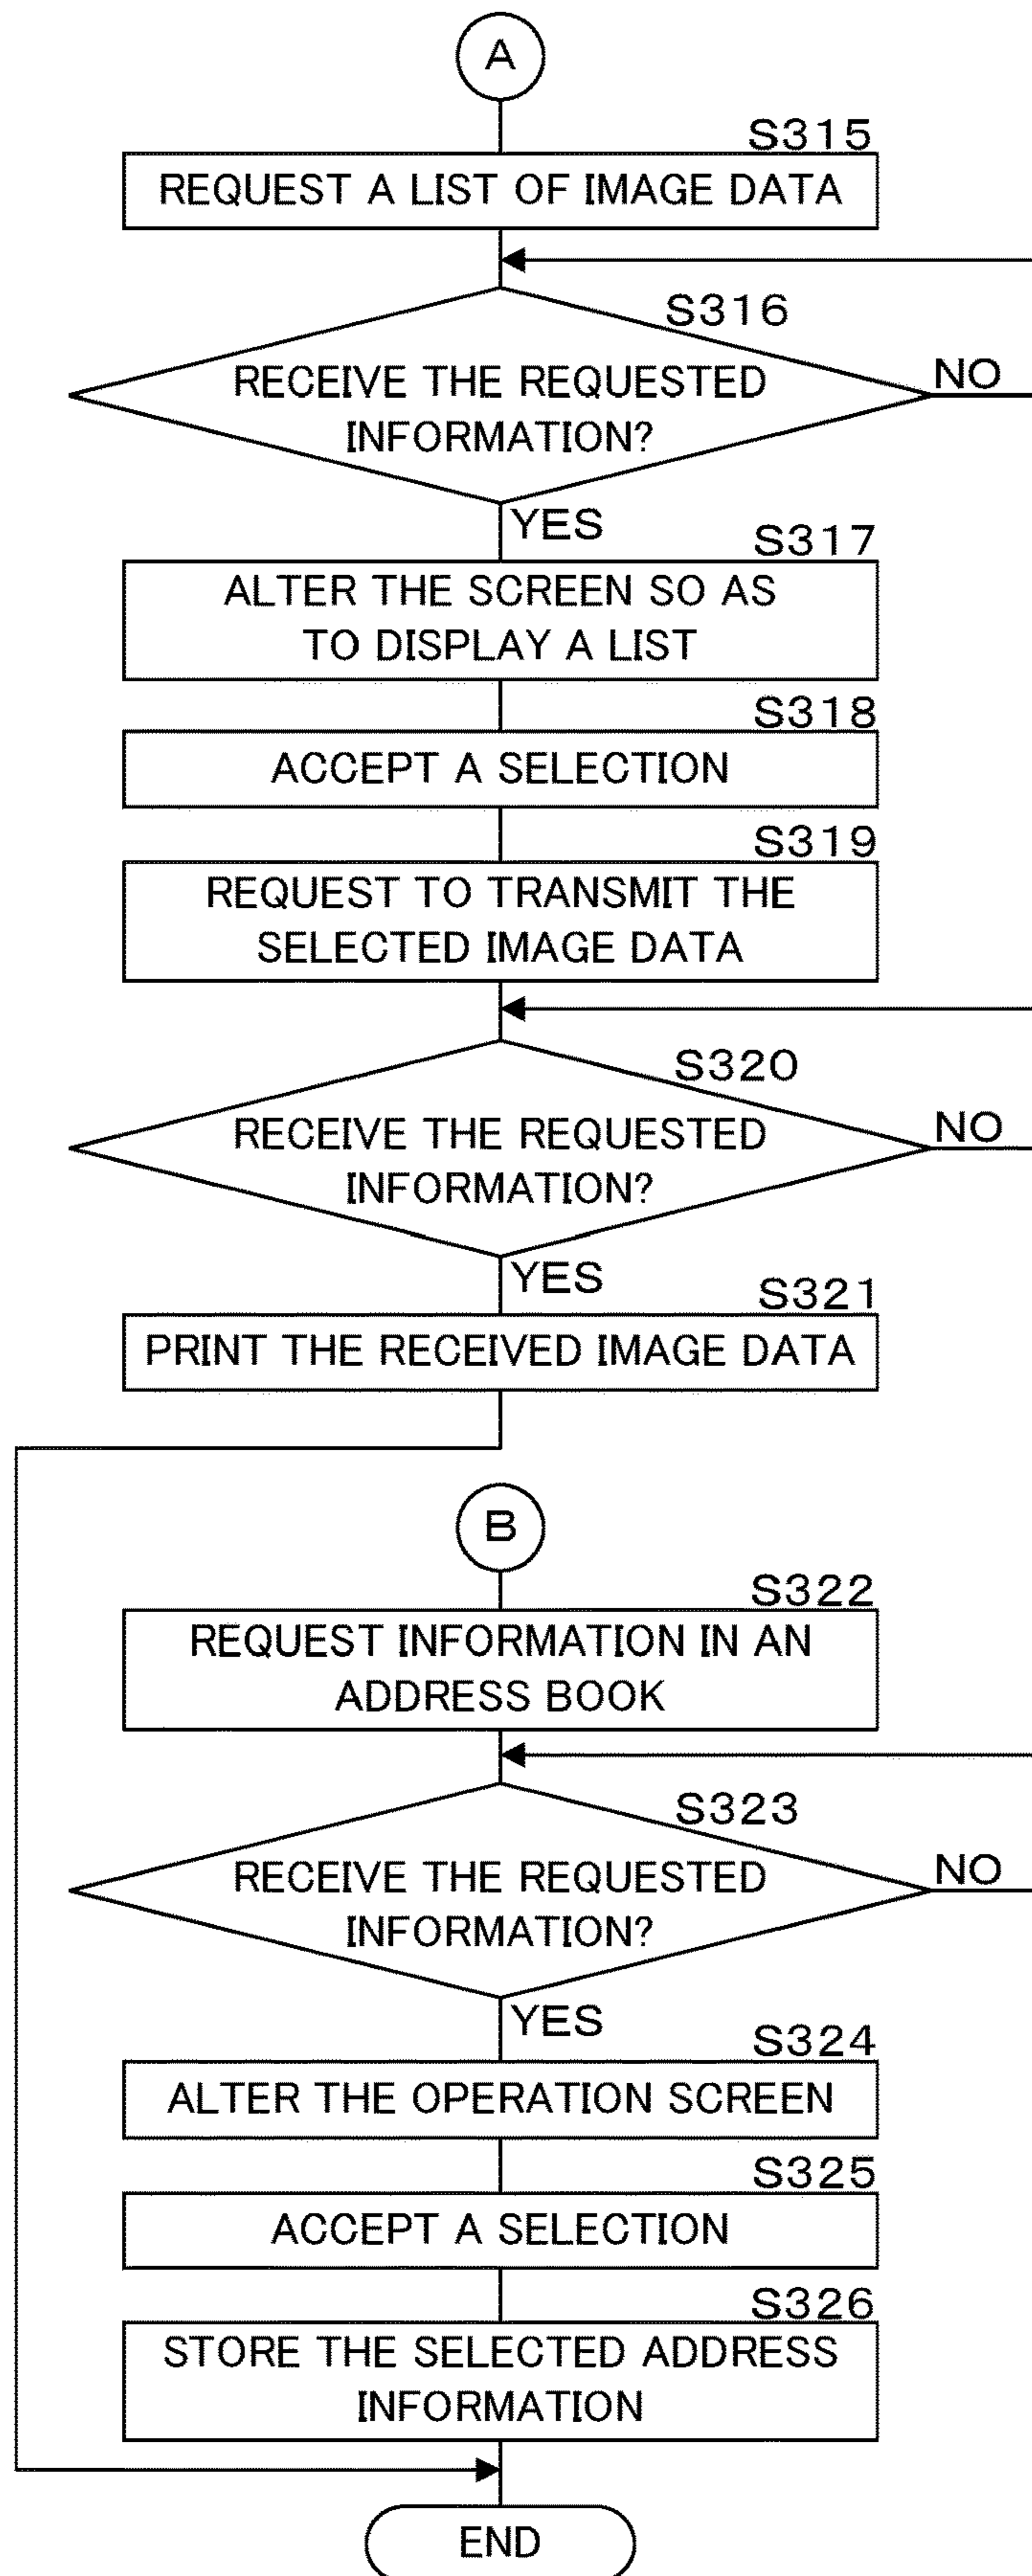 A
S315
REQUEST A LIST OF IMAGE DATA
S316
RECEIVE THE REQUESTED
INFORMATION?
NO
YES
S317
ALTER THE SCREEN SO AS
TO DISPLAY A LIST
S318
ACCEPT A SELECTION
S319
REQUEST TO TRANSMIT THE
SELECTED IMAGE DATA
S320
RECEIVE THE REQUESTED
INFORMATION?
NO
YES
S321
PRINT THE RECEIVED IMAGE DATA
B
S322
REQUEST INFORMATION IN AN
ADDRESS BOOK
S323
RECEIVE THE REQUESTED
INFORMATION?
NO
YES
S324
ALTER THE OPERATION SCREEN
S325
ACCEPT A SELECTION
S326
STORE THE SELECTED ADDRESS
INFORMATION
END